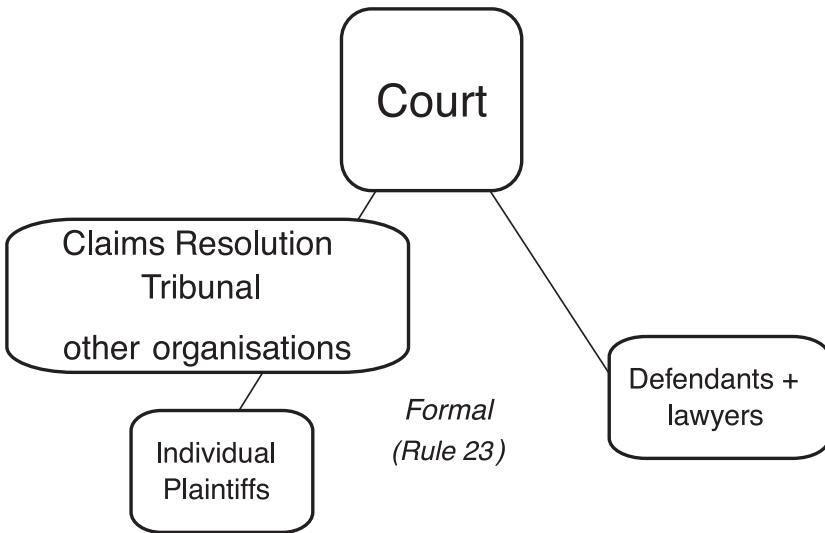 Court
Claims Resolution
Tribunal
other organisations
Individual
Plaintiffs
Formal
(Rule 23)
Defendants +
lawyers